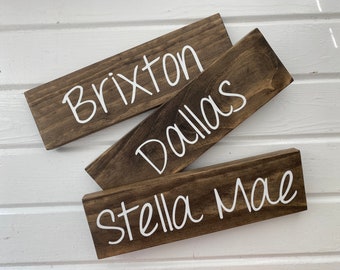 Brixton
Dallas
Stella Mae